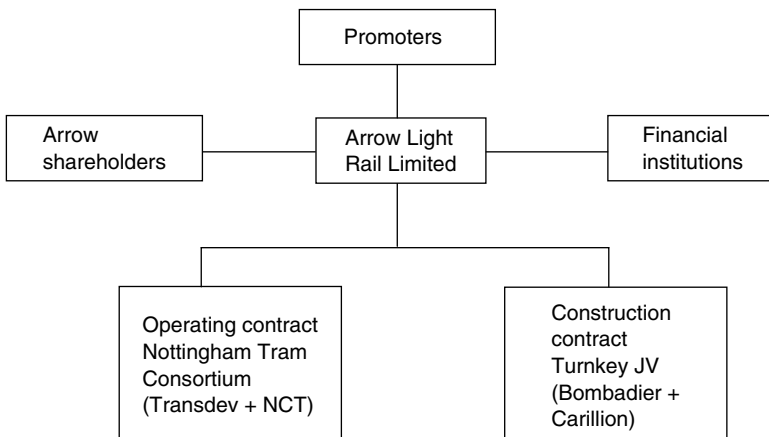 Promoters
Arrow
shareholders
Arrow Light
Rail Limited
Financial
institutions
Operating contract
Nottingham Tram
Consortium
(Transdev + NCT)
Construction
contract
Turnkey JV
(Bombadier +
Carillion)